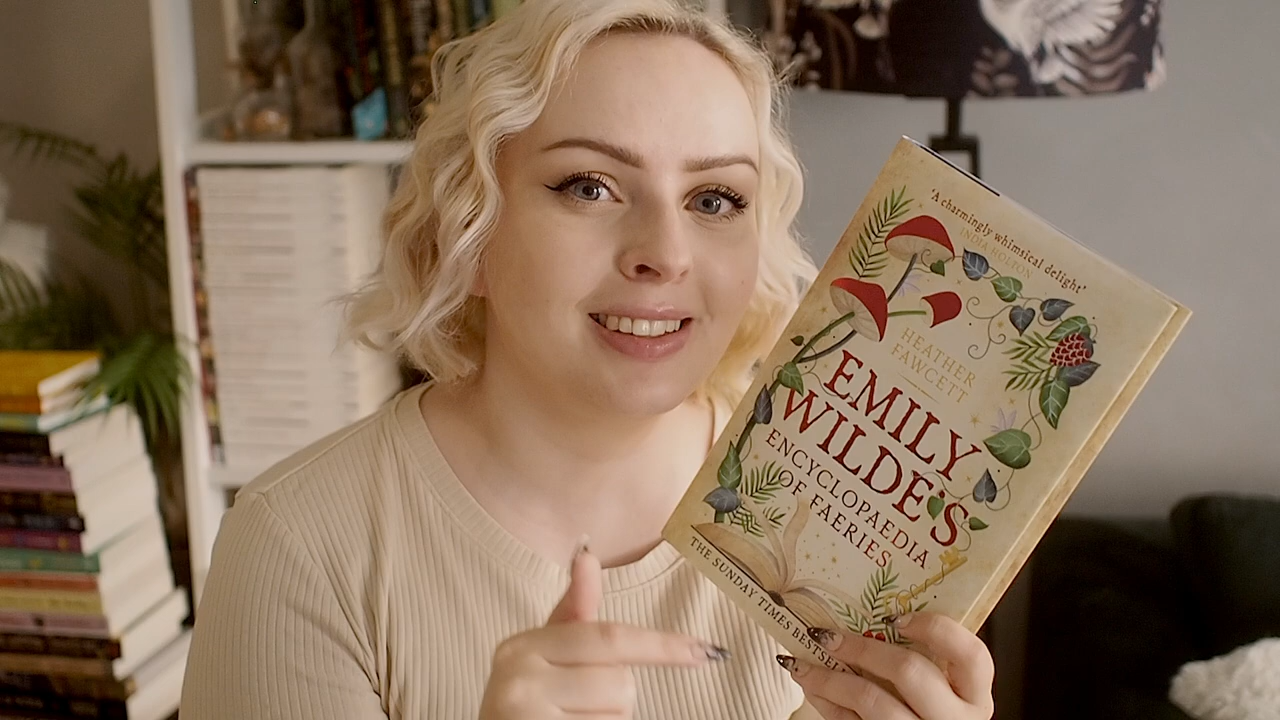 'A charmingly whimsical delight'
INDIA HOLTON
HEATHER
FAWCETT
EMILY
WILDE'S
ENCYCLOPAEDIA
OF FAERIES
THE SUNDAY TIMES